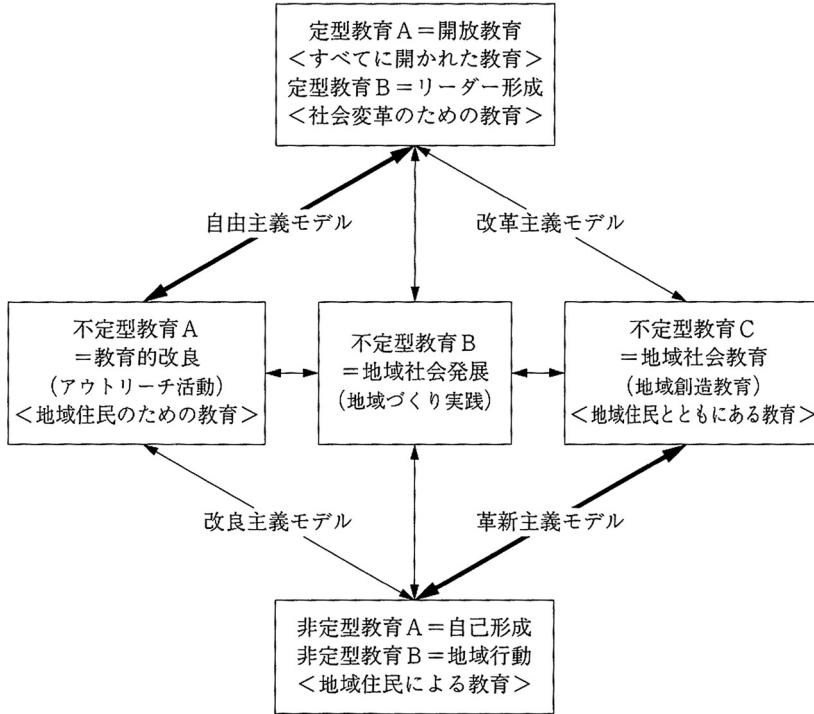 定型教育A=開放教育
<すべてに開かれた教育>
定型教育B=リーダー形成
<社会変革のための教育>
自由主義モデル
改革主義モデル
不定型教育A
=教育的改良
(アウトリーチ活動)
<地域住民のための教育>
不定型教育B
=地域社会発展
(地域づくり実践)
不定型教育C
=地域社会教育
(地域創造教育)
<地域住民とともにある教育>
改良主義モデル
革新主義モデル
非定型教育A=自己形成
非定型教育B=地域行動
<地域住民による教育>